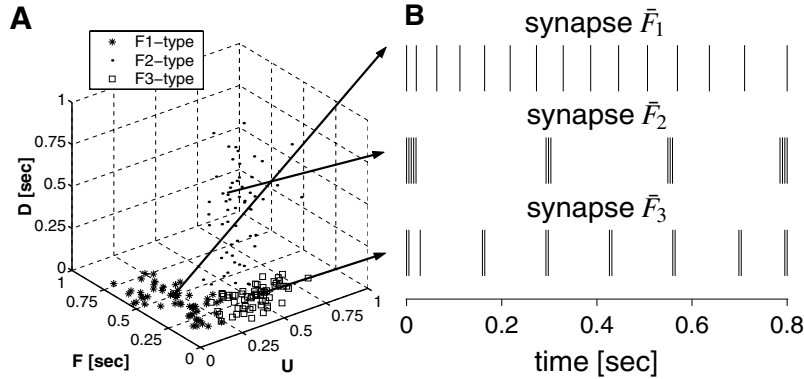 A
F1-type
F2-type
F3-type
1
0.75
0.5
0.25
0
D [sec]
1
0.75
0.5
0.25
0
F [sec]
0
0.25
0.5
0.75
1
U
B
synapse F̄₁
synapse F̄₂
synapse F̄₃
0 0.2 0.4 0.6 0.8
time [sec]